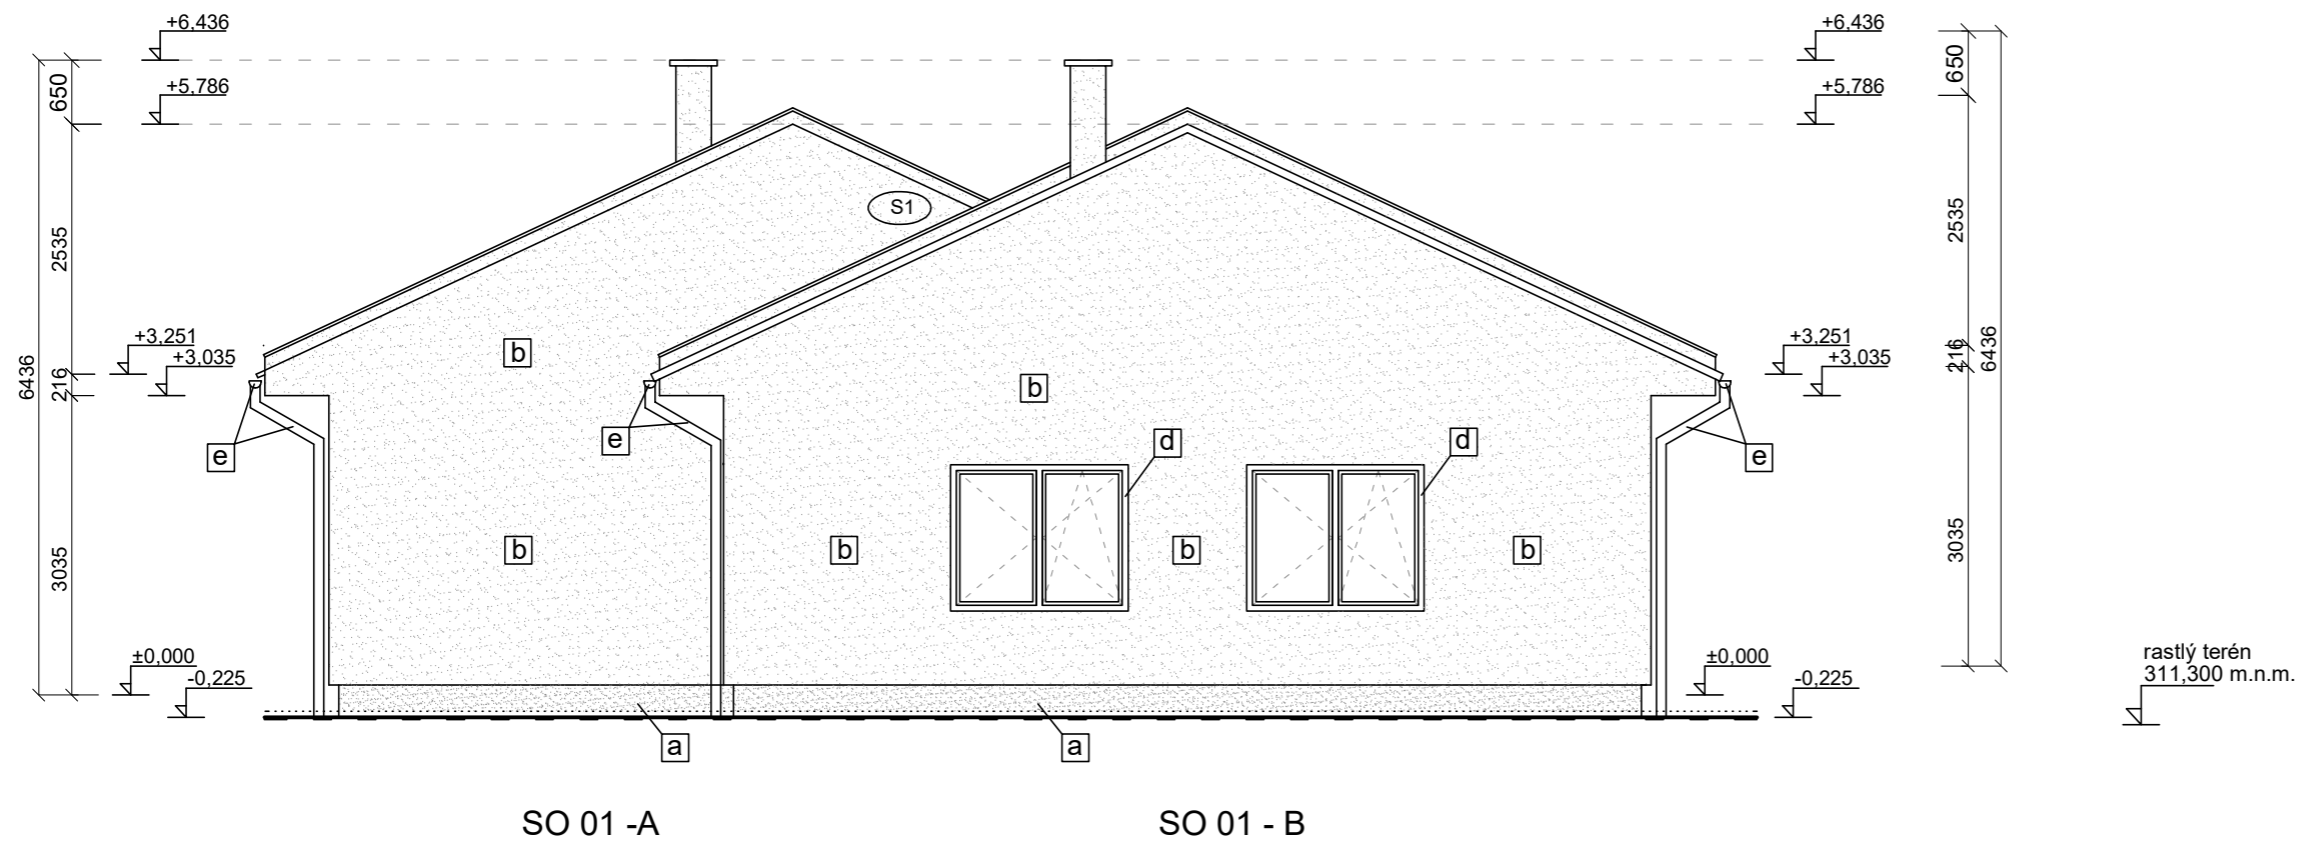 +6,436
+6,436
650
650
+5,786
+5,786
2535
2535
S1
+3,251
+3,035
+3,251
+3,035
6436
216
216
6436
b
b
e
e
d
d
e
b
b
b
b
3035
3035
±0,000
-0,225
±0,000
-0,225
rastlý terén
311,300 m.n.m.
a
a
SO 01 -A
SO 01 - B